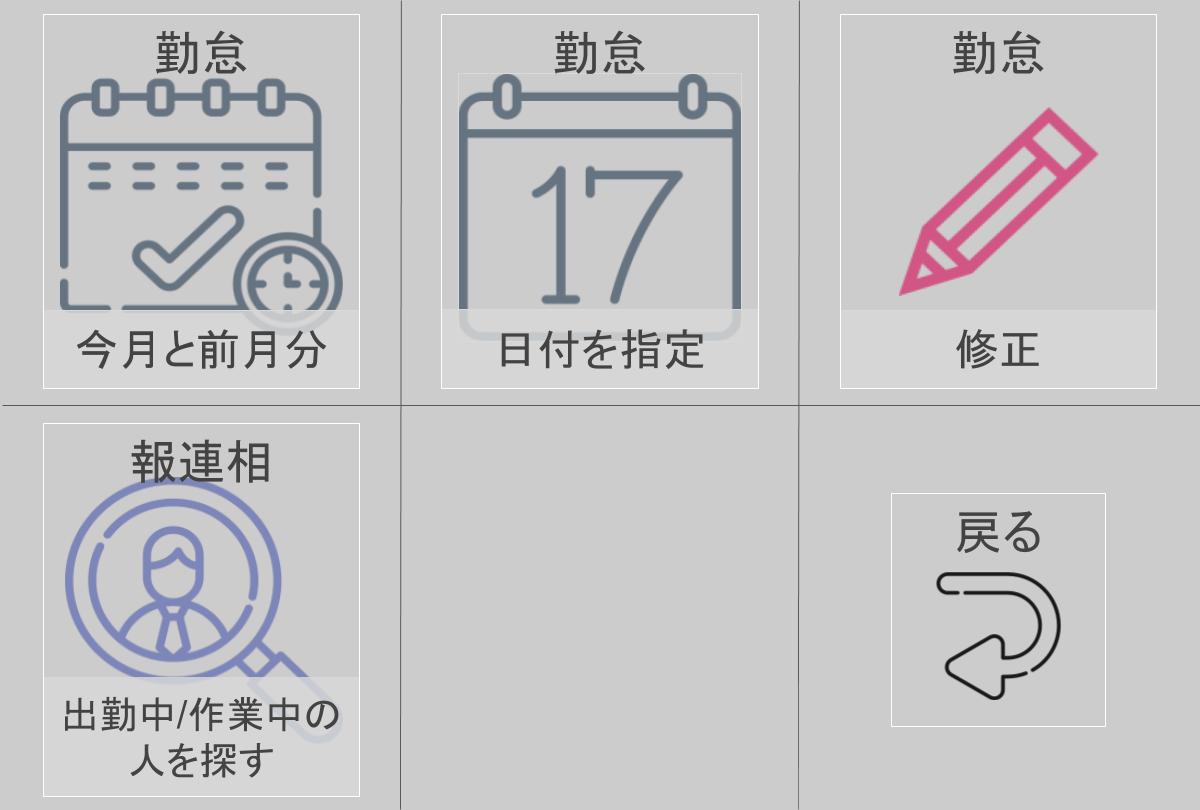 勤怠
今月と前月分
勤怠
17
日付を指定
勤怠
修正
報連相
出勤中/作業中の
人を探す
戻る